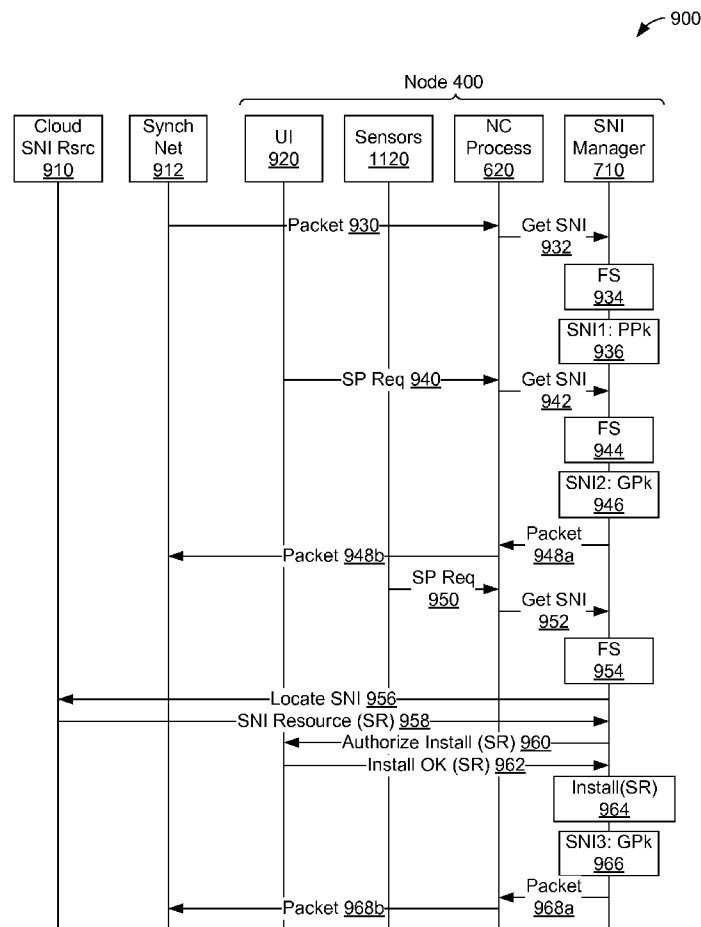 900
Node 400
Cloud
SNI Rsrc
910
Synch
Net
912
UI
920
Sensors
1120
NC
Process
620
SNI
Manager
710
Packet 930
Get SNI
932
FS
934
SNI1: PPk
936
SP Req 940
Get SNI
942
FS
944
SNI2: GPk
946
Packet
948a
Packet 948b
SP Req
950
Get SNI
952
FS
954
Locate SNI 956
SNI Resource (SR) 958
Authorize Install (SR) 960
Install OK (SR) 962
Install(SR)
964
SNI3: GPk
966
Packet
968a
Packet 968b